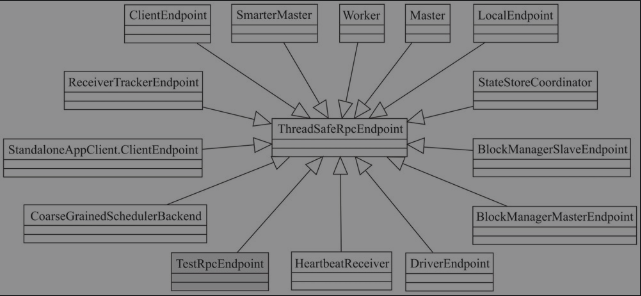 ClientEndpoint
SmarterMaster
Worker
Master
LocalEndpoint
ReceiverTrackerEndpoint
StateStoreCoordinator
ThreadSafeRpcEndpoint
StandaloneAppClient.ClientEndpoint
BlockManagerSlaveEndpoint
CoarseGrainedSchedulerBackend
BlockManagerMasterEndpoint
TestRpcEndpoint
HeartbeatReceiver
DriverEndpoint